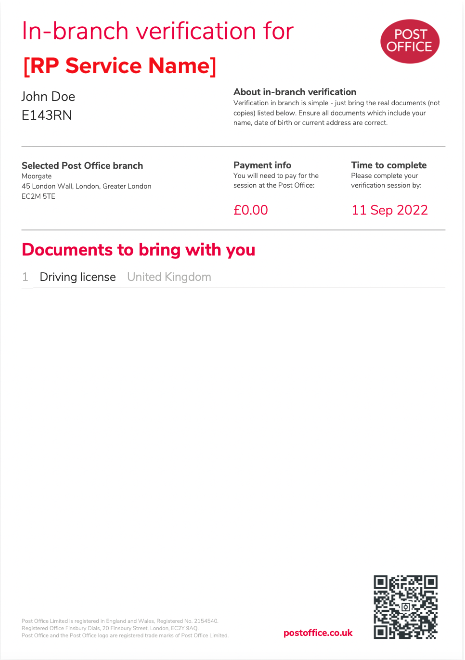 In-branch verification for
[RP Service Name]
POST
OFFICE
John Doe
E143RN
About in-branch verification
Verification in branch is simple - just bring the real documents (not
copies) listed below. Ensure all documents which include your
name, date of birth or current address are correct.
Selected Post Office branch
Moorgate
45 London Wall, London, Greater London
EC2M 5TE
Payment info
You will need to pay for the
session at the Post Office:
£0.00
Time to complete
Please complete your
verification session by:
11 Sep 2022
Documents to bring with you
1 Driving license United Kingdom
Post Office Limited is registered in England and Wales. Registered No. 2154540.
Registered Office Finsbury Dials, 20 Finsbury Street, London, EC2Y 9AQ.
Post Office and the Post Office logo are registered trade marks of Post Office Limited.
postoffice.co.uk